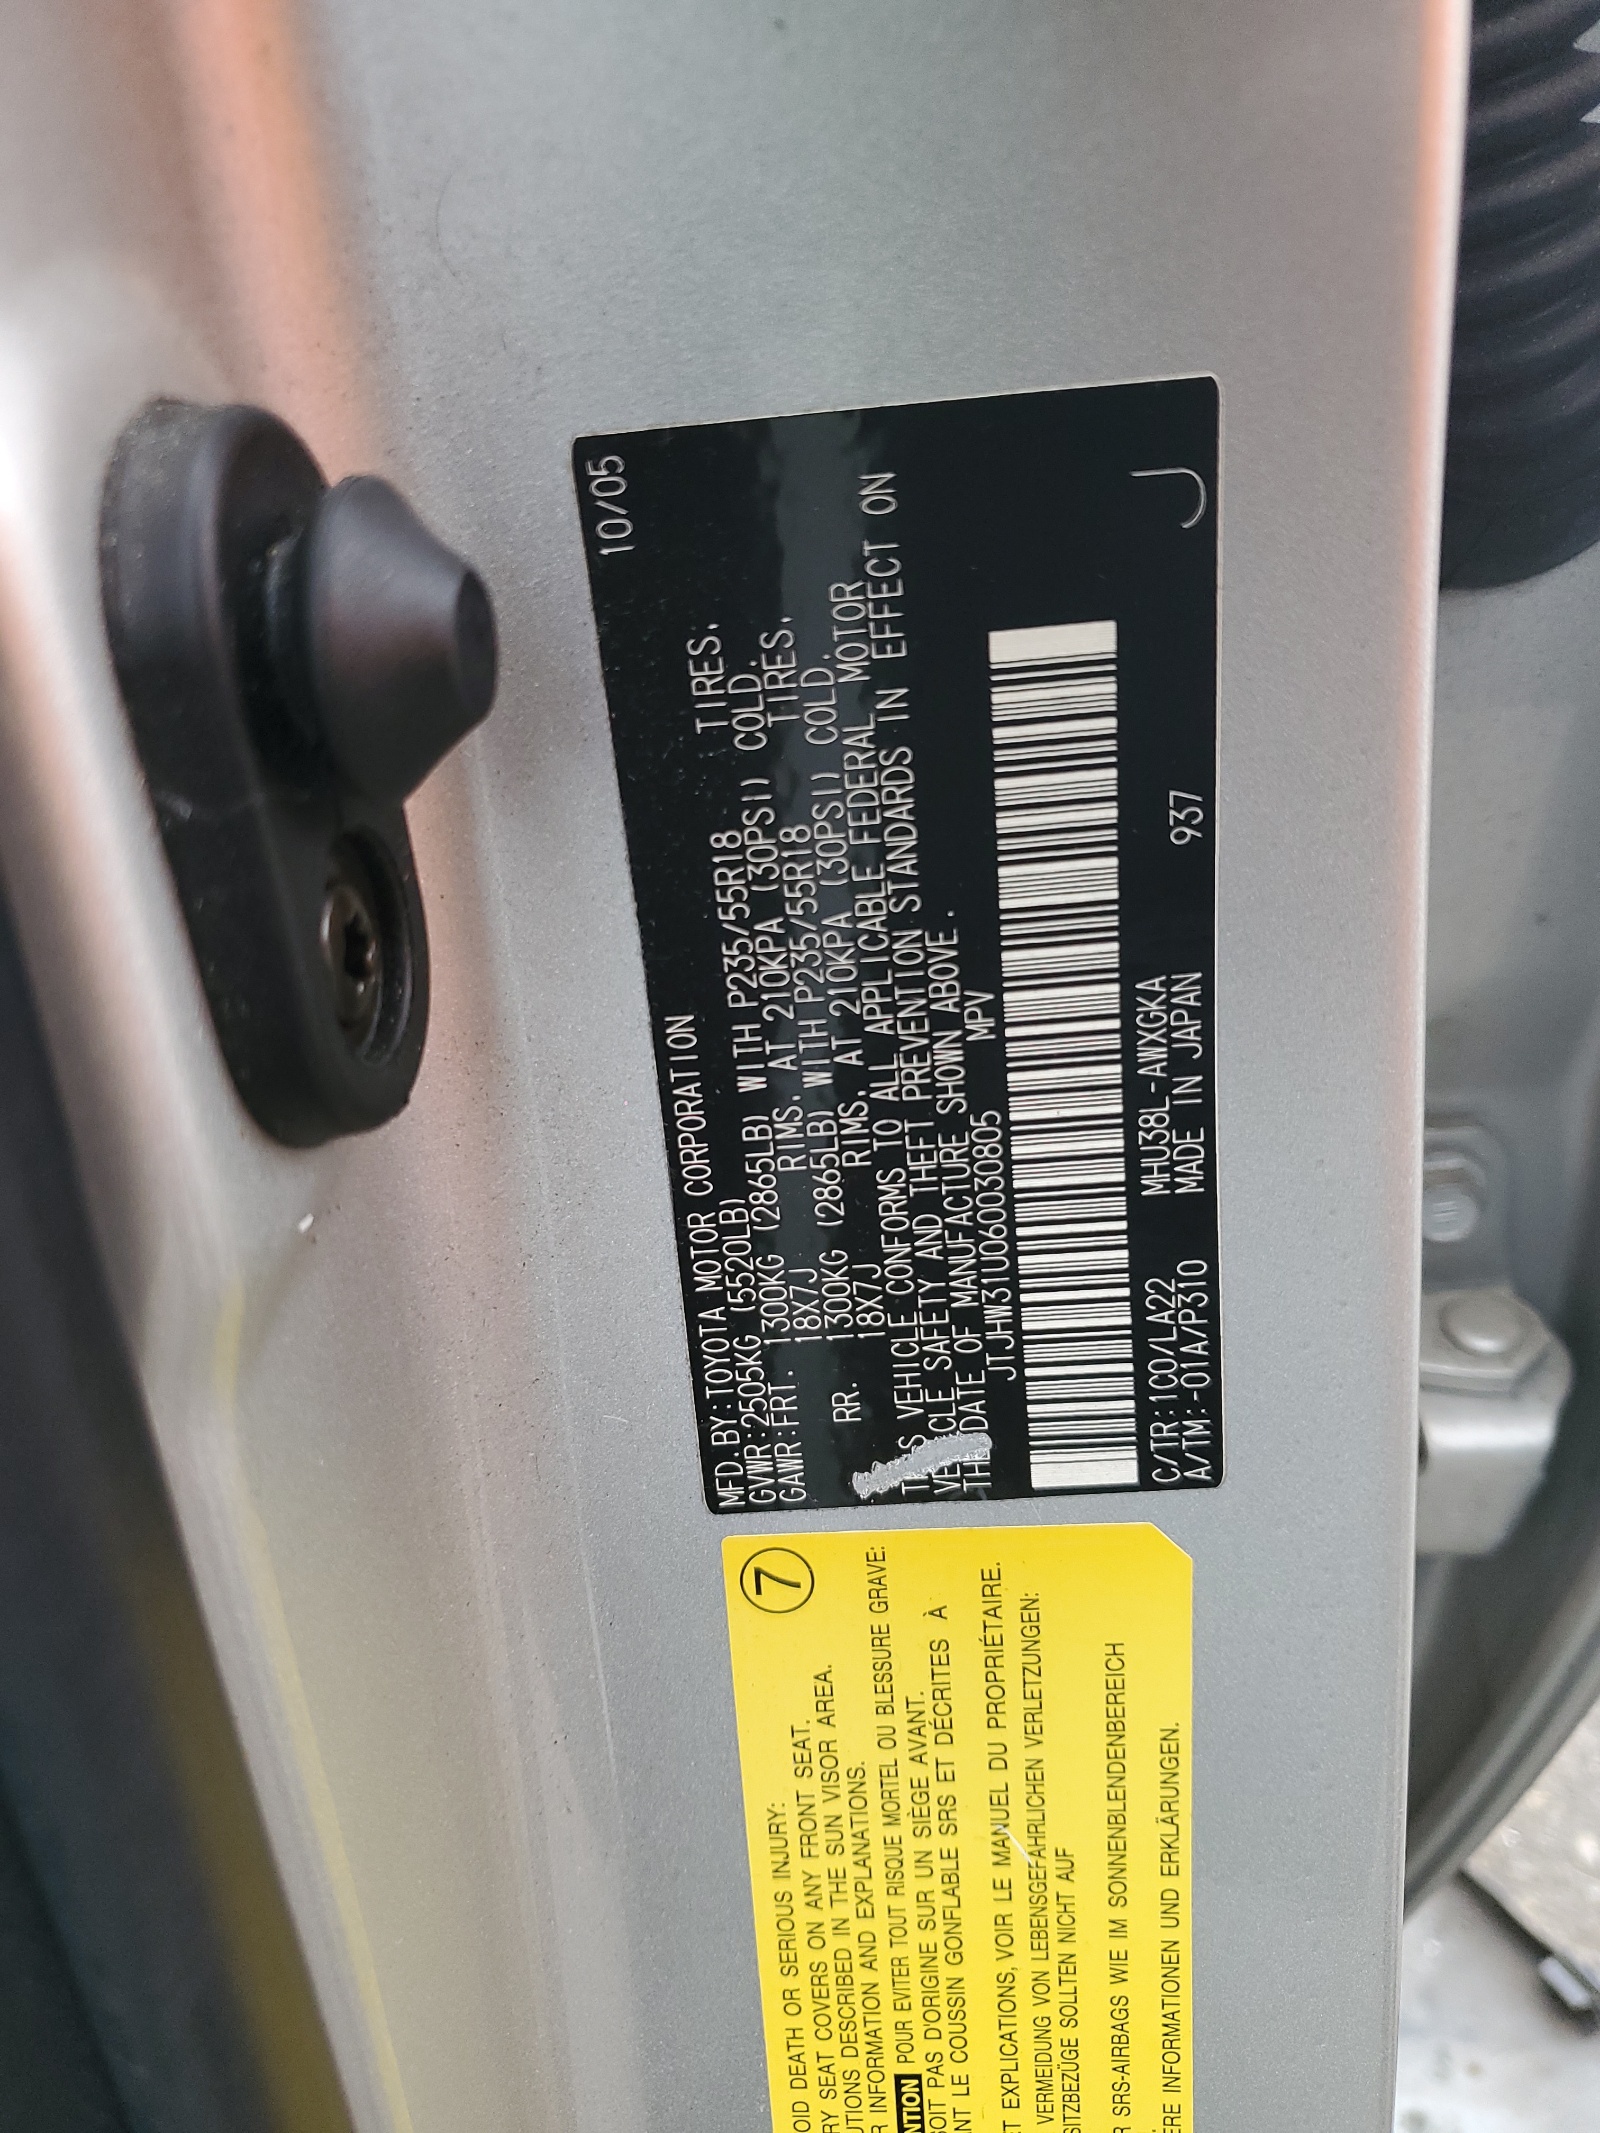 MFD.BY:TOYOTA MOTOR CORPORATION 10/05
GVWR:2505KG (5520LB)
GAWR:FRT. 1300KG (2865LB) WITH P235/55R18 TIRES.
18X7J RIMS. AT 210KPA (30PSI) COLD.
RR. 1300KG (2865LB) WITH P235/55R18 TIRES.
18X7J RIMS. AT 210KPA (30PSI) COLD.
VEHICLE CONFORMS TO ALL APPLICABLE FEDERAL MOTOR
SAFETY AND THEFT PREVENTION STANDARDS IN EFFECT ON
DATE OF MANUFACTURE SHOWN ABOVE.
JTJHW31U060030805 MPV
C/TR:1C0/LA22 MHU38L-AWXGKA
A/TM:-01A/P310 MADE IN JAPAN 937
J
7
DEATH OR SERIOUS INJURY:
SEAT COVERS ON ANY FRONT SEAT.
DESCRIBED IN THE SUN VISOR AREA.
INFORMATION AND EXPLANATIONS.
POUR EVITER TOUT RISQUE MORTEL OU BLESSURE GRAVE:
PAS D'ORIGINE SUR UN SIÈGE AVANT.
LE COUSSIN GONFLABLE SRS ET DÉCRITES À
EXPLICATIONS, VOIR LE MANUEL DU PROPRIÉTAIRE.
VERMEIDUNG VON LEBENSGEFÄHRLICHEN VERLETZUNGEN:
SITZBEZÜGE SOLLTEN NICHT AUF
SRS-AIRBAGS WIE IM SONNENBLENDENBEREICH
INFORMATIONEN UND ERKLÄRUNGEN.